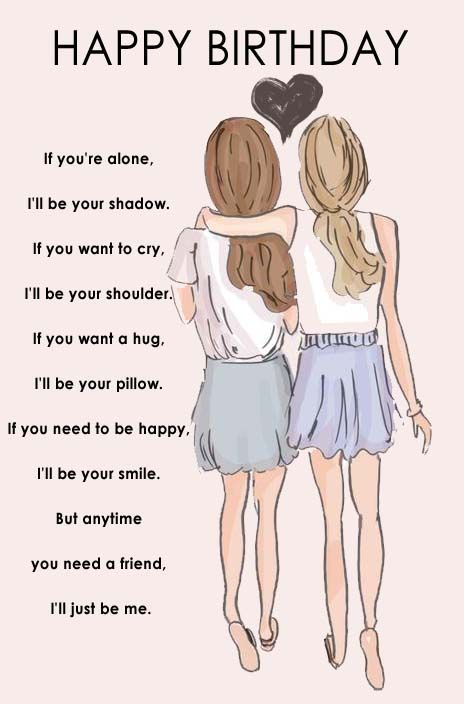 HAPPY BIRTHDAY
If you're alone,
I'll be your shadow.
If you want to cry,
I'll be your shoulder.
If you want a hug,
I'll be your pillow.
If you need to be happy,
I'll be your smile.
But anytime
you need a friend,
I'll just be me.